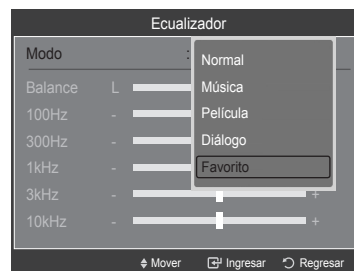 Ecualizador
Modo :
Normal
Música
Película
Diálogo
Favorito
Balance L
100Hz -
300Hz -
1kHz -
3kHz - +
10kHz - +
Mover Ingresar Regresar